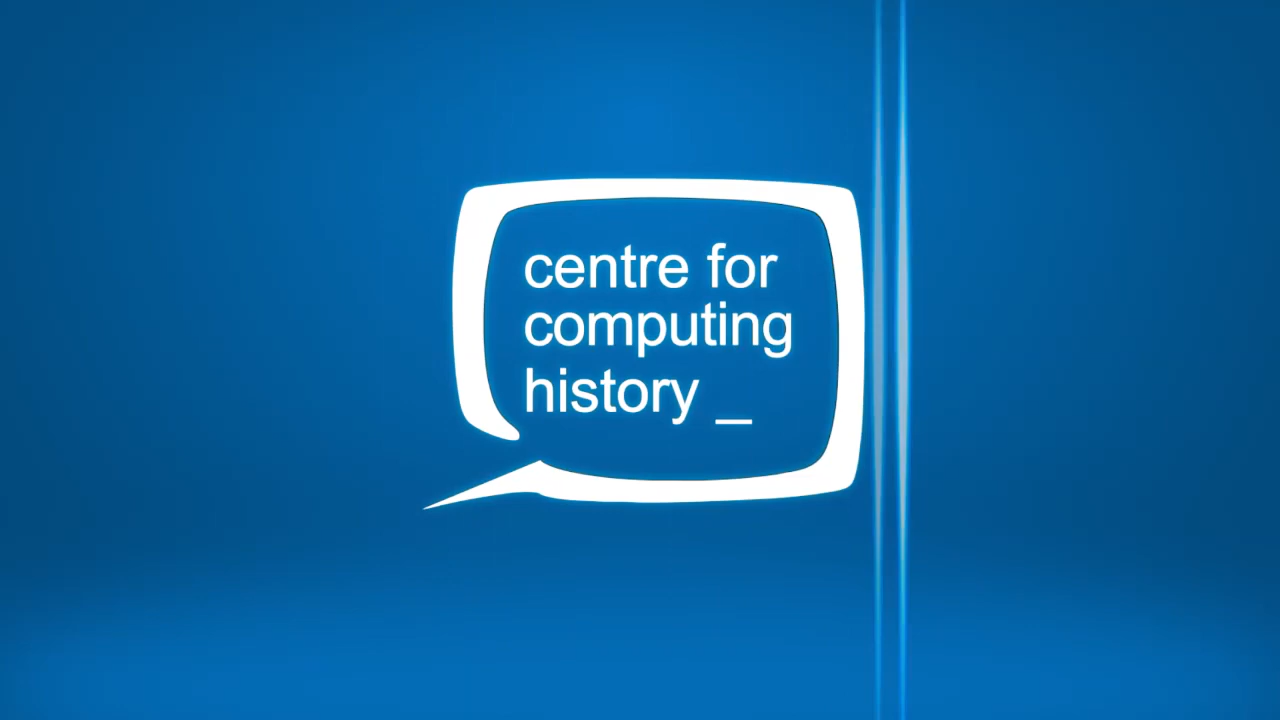 centre for
computing
history _